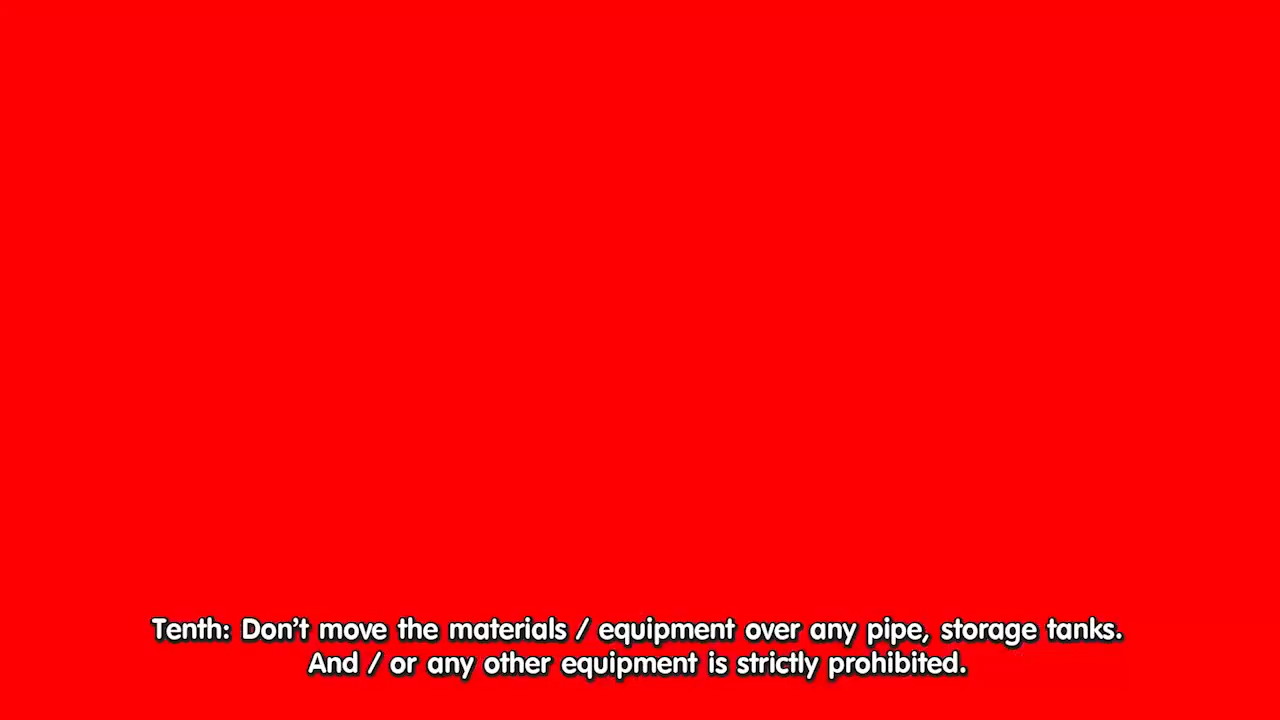 Tenth: Don’t move the materials / equipment over any pipe, storage tanks.
And / or any other equipment is strictly prohibited.